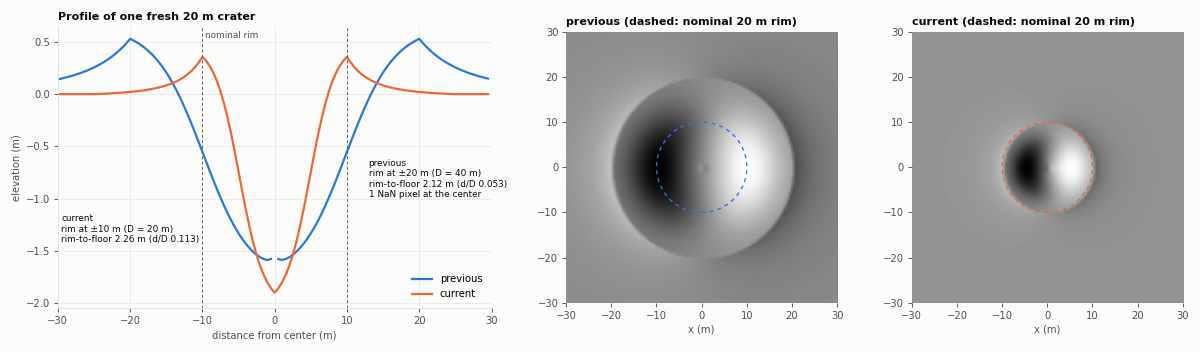 Profile of one fresh 20 m crater
nominal rim
0.5
0.0
−0.5
−1.0
−1.5
−2.0
elevation (m)
previous
rim at ±20 m (D = 40 m)
rim-to-floor 2.12 m (d/D 0.053)
1 NaN pixel at the center
current
rim at ±10 m (D = 20 m)
rim-to-floor 2.26 m (d/D 0.113)
previous
current
−30 −20 −10 0 10 20 30
distance from center (m)
previous (dashed: nominal 20 m rim)
30
20
10
0
−10
−20
−30
−30 −20 −10 0 10 20 30
x (m)
current (dashed: nominal 20 m rim)
30
20
10
0
−10
−20
−30
−30 −20 −10 0 10 20 30
x (m)